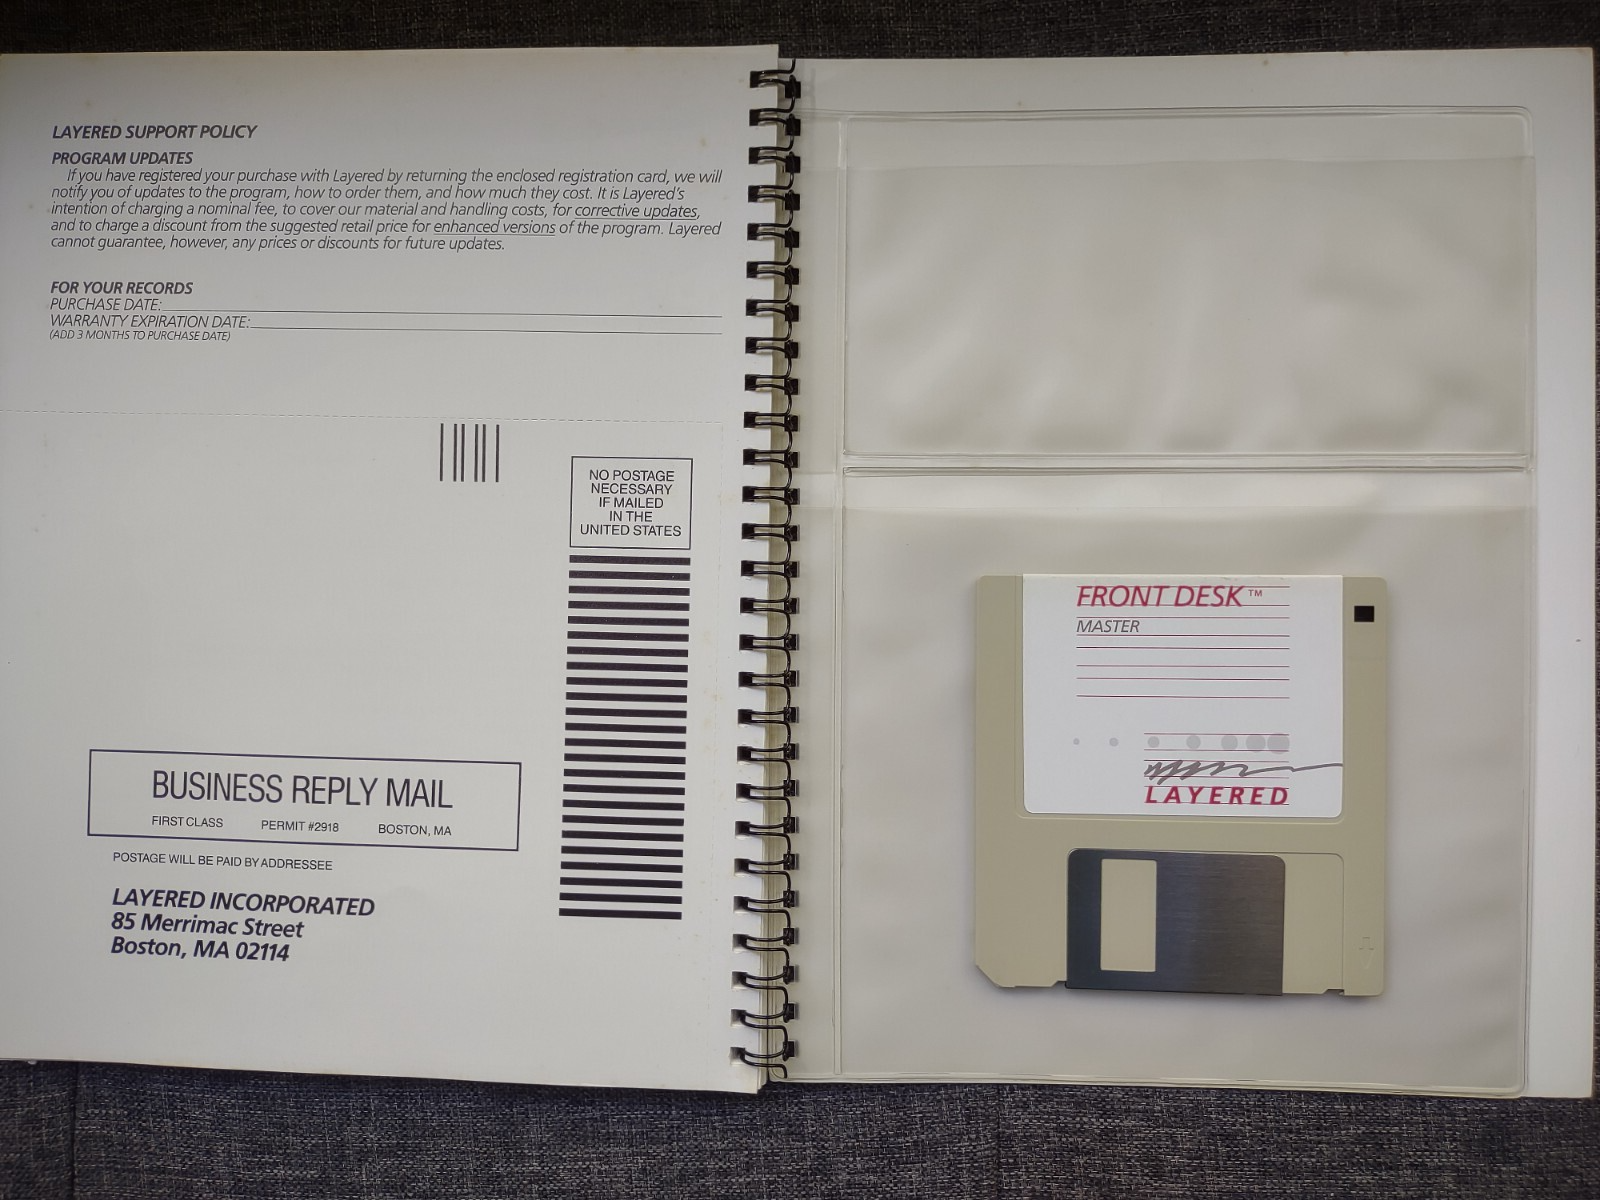 LAYERED SUPPORT POLICY
PROGRAM UPDATES
If you have registered your purchase with Layered by returning the enclosed registration card, we will
notify you of updates to the program, how to order them, and how much they cost. It is Layered's
intention of charging a nominal fee, to cover our material and handling costs, for corrective updates,
and to charge a discount from the suggested retail price for enhanced versions of the program. Layered
cannot guarantee, however, any prices or discounts for future updates.
FOR YOUR RECORDS
PURCHASE DATE:
WARRANTY EXPIRATION DATE:
(ADD 3 MONTHS TO PURCHASE DATE)
NO POSTAGE
NECESSARY
IF MAILED
IN THE
UNITED STATES
BUSINESS REPLY MAIL
FIRST CLASS PERMIT #2918 BOSTON, MA
POSTAGE WILL BE PAID BY ADDRESSEE
LAYERED INCORPORATED
85 Merrimac Street
Boston, MA 02114
FRONT DESK™
MASTER
LAYERED